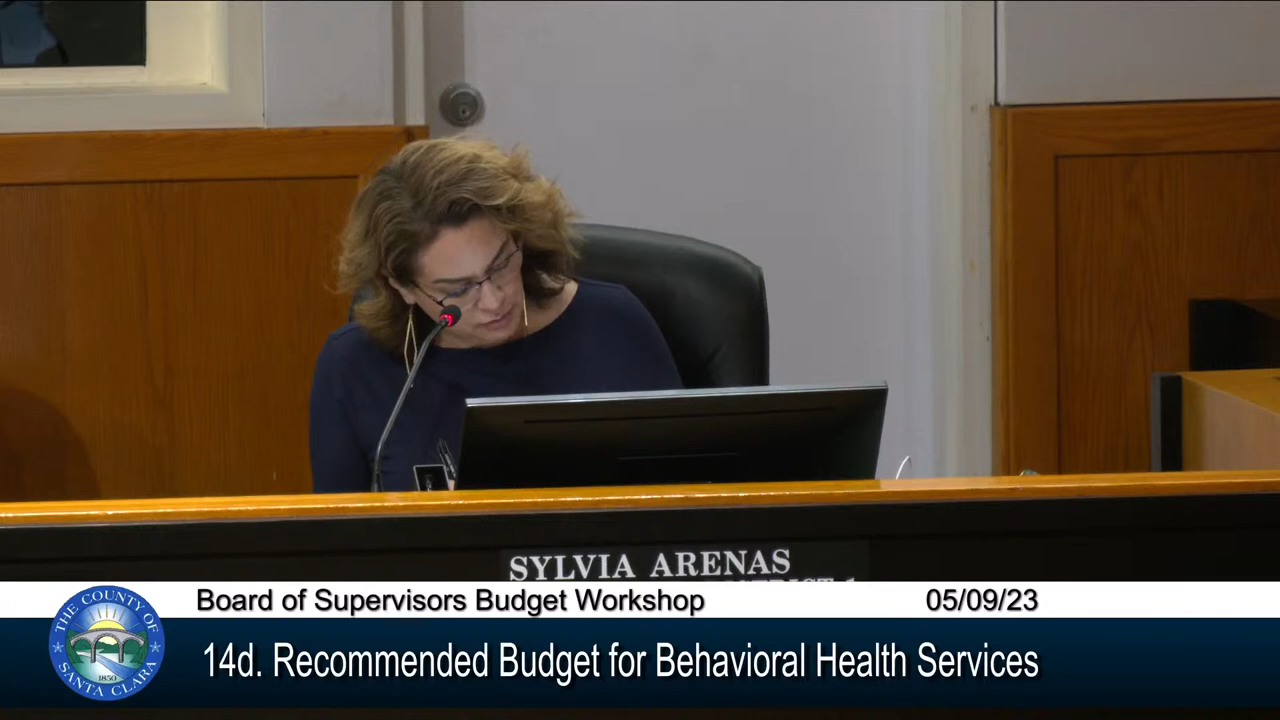 SYLVIA ARENAS
Board of Supervisors Budget Workshop 05/09/23
14d. Recommended Budget for Behavioral Health Services
THE COUNTY OF
SANTA CLARA
1850